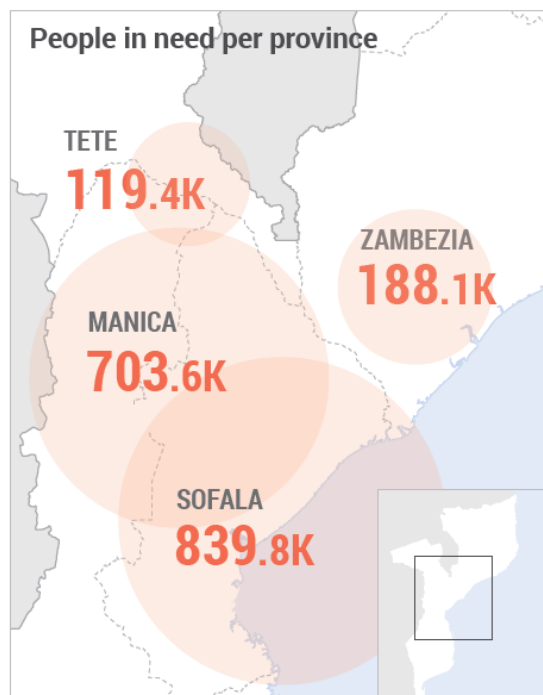 People in need per province
TETE
119.4K
ZAMBEZIA
188.1K
MANICA
703.6K
SOFALA
839.8K